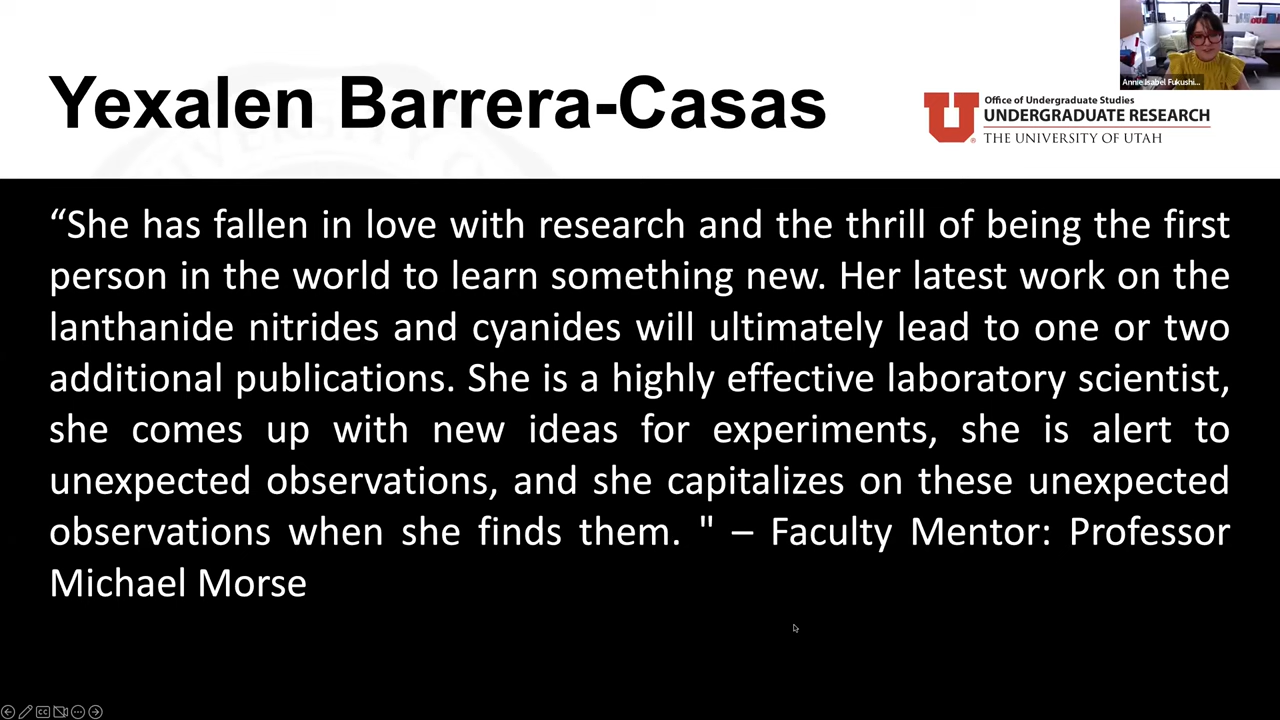 Yexalen Barrera-Casas
Annie Isabel Fukushi...
U
Office of Undergraduate Studies
UNDERGRADUATE RESEARCH
THE UNIVERSITY OF UTAH
“She has fallen in love with research and the thrill of being the first
person in the world to learn something new. Her latest work on the
lanthanide nitrides and cyanides will ultimately lead to one or two
additional publications. She is a highly effective laboratory scientist,
she comes up with new ideas for experiments, she is alert to
unexpected observations, and she capitalizes on these unexpected
observations when she finds them. " – Faculty Mentor: Professor
Michael Morse